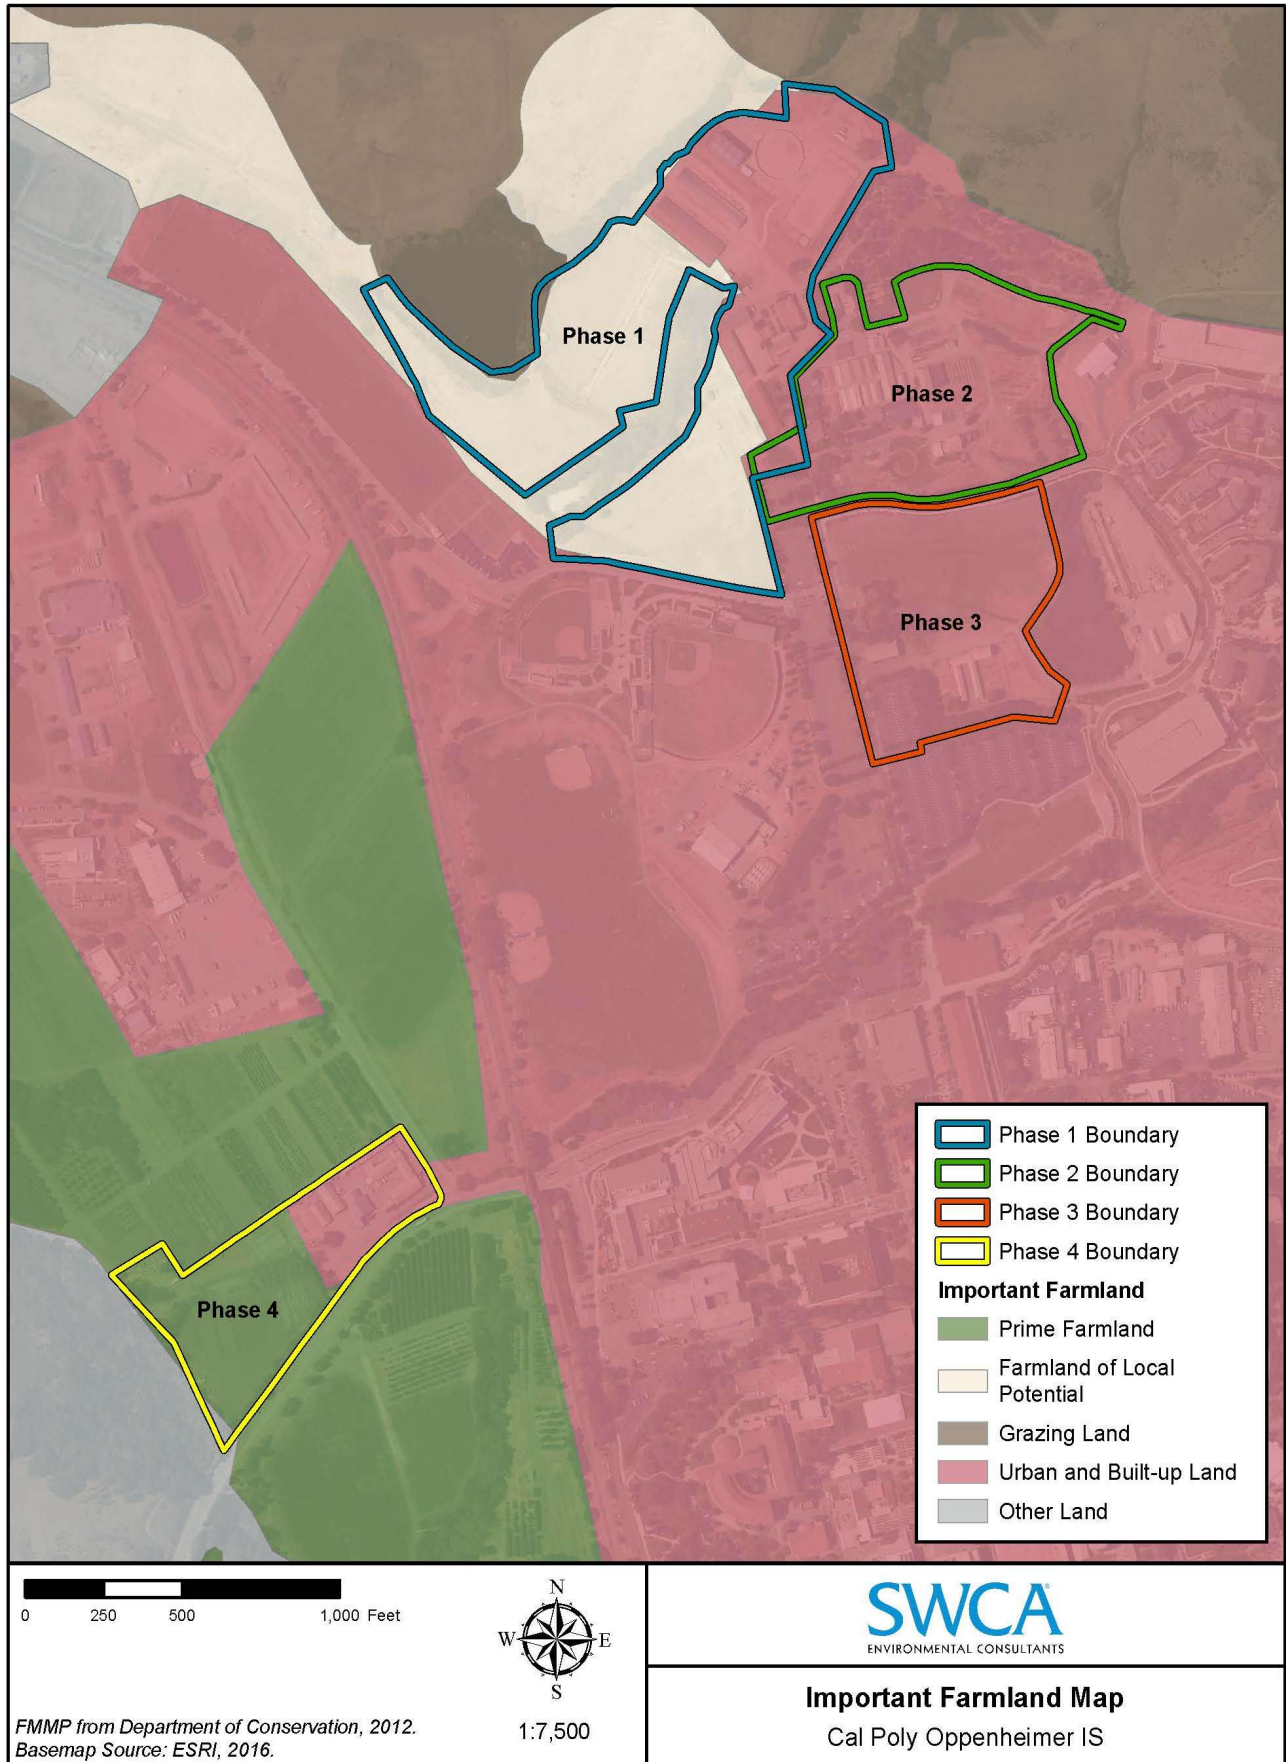 Phase 1
Phase 2
Phase 3
Phase 4
Phase 1 Boundary
Phase 2 Boundary
Phase 3 Boundary
Phase 4 Boundary
Important Farmland
Prime Farmland
Farmland of Local
Potential
Grazing Land
Urban and Built-up Land
Other Land
0 250 500 1,000 Feet
N
W E
S
1:7,500
FMMP from Department of Conservation, 2012.
Basemap Source: ESRI, 2016.
SWCA
ENVIRONMENTAL CONSULTANTS
Important Farmland Map
Cal Poly Oppenheimer IS